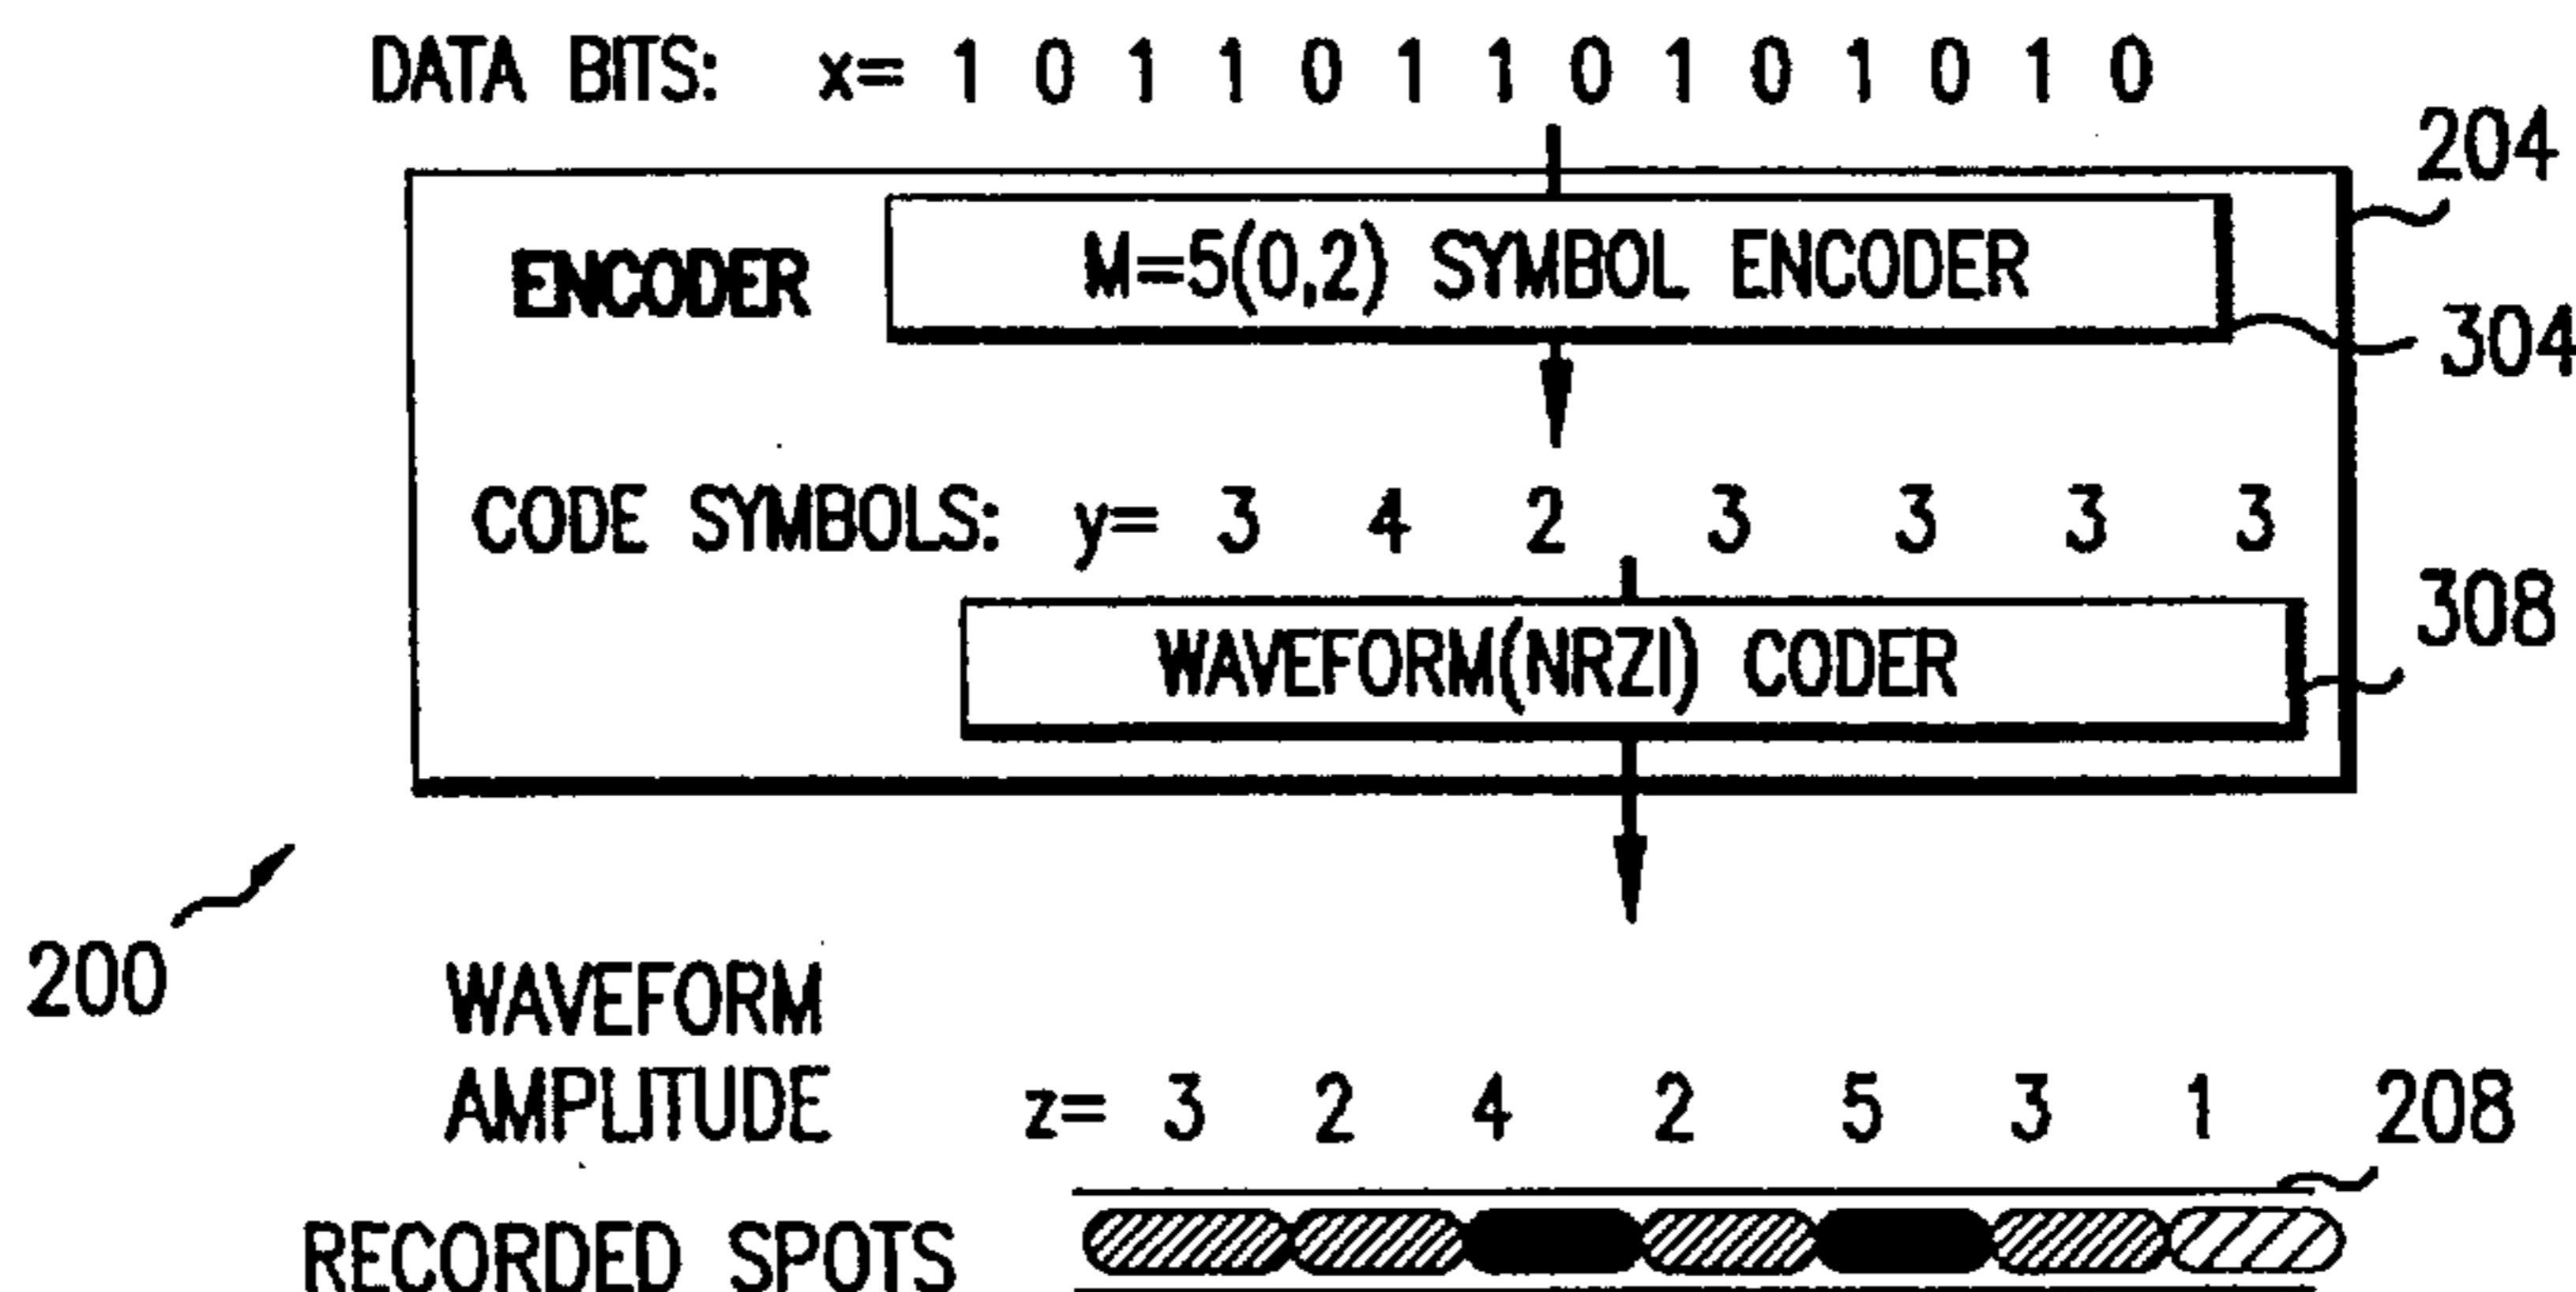 DATA BITS: x= 1 0 1 1 0 1 1 0 1 0 1 0 1 0
204
ENCODER
M=5(0,2) SYMBOL ENCODER
304
CODE SYMBOLS: y= 3 4 2 3 3 3 3
WAVEFORM(NRZI) CODER
308
200
WAVEFORM
AMPLITUDE z= 3 2 4 2 5 3 1
208
RECORDED SPOTS